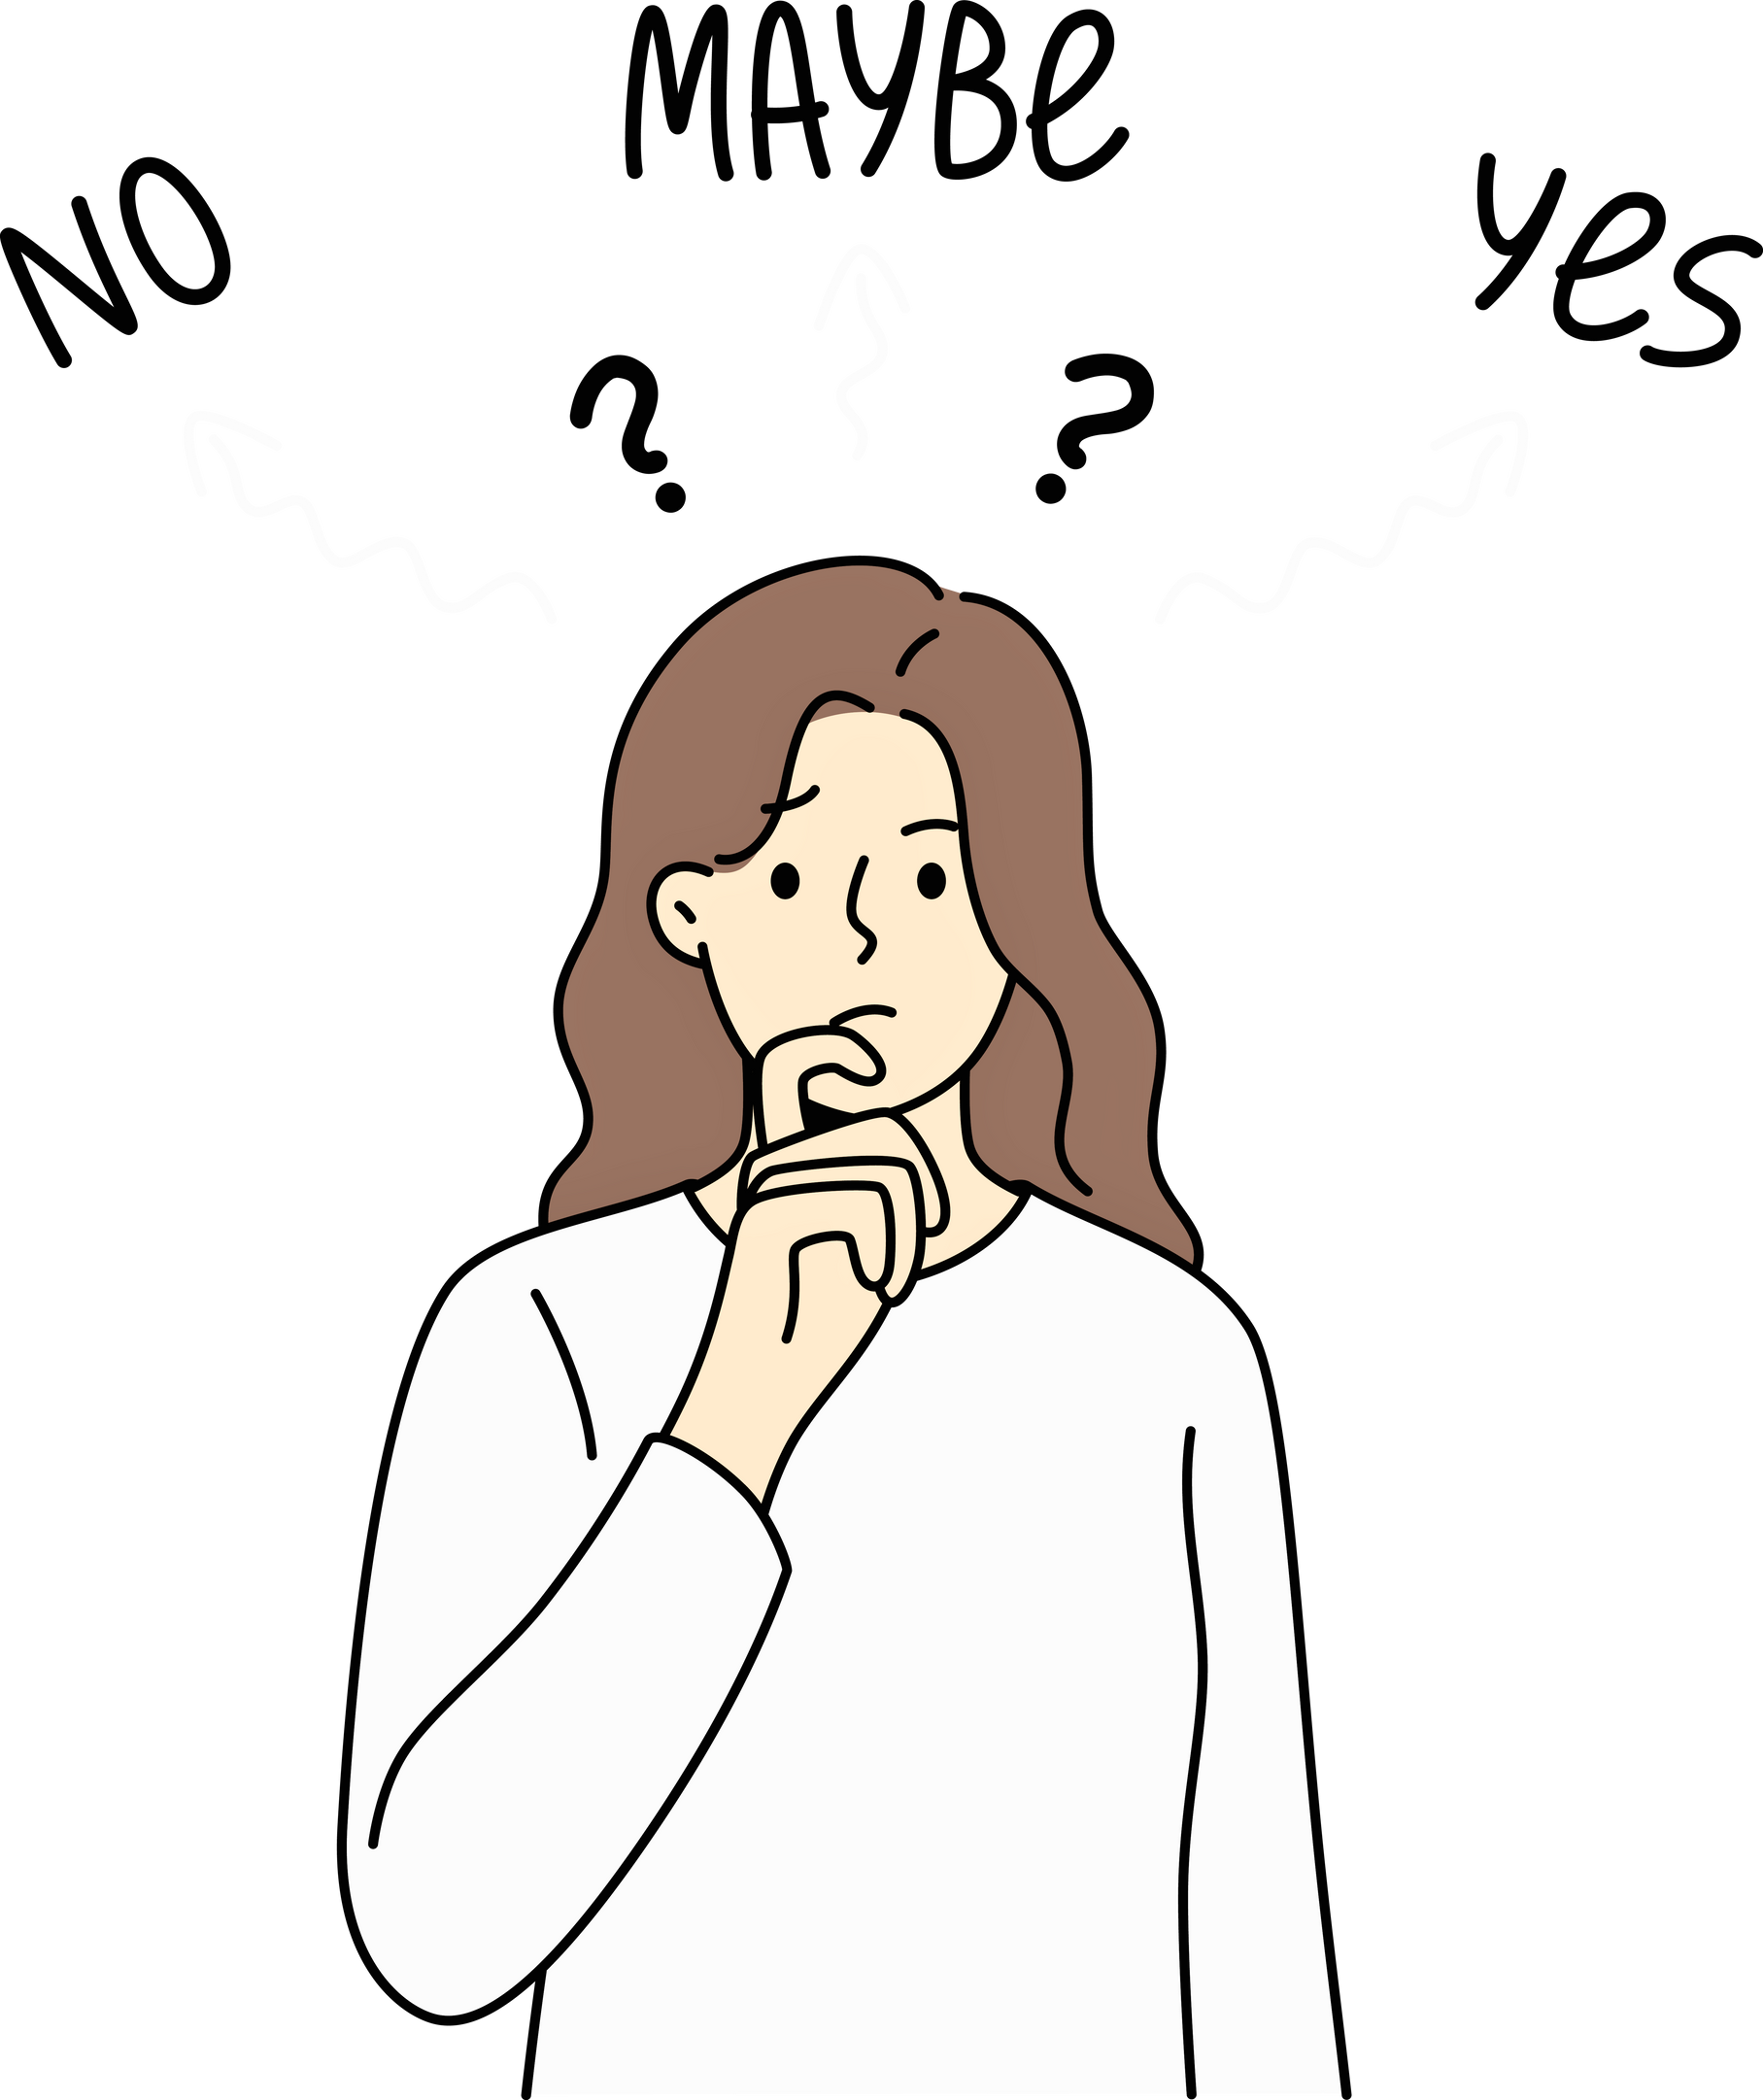 NO
MAYBe
yes
? ?